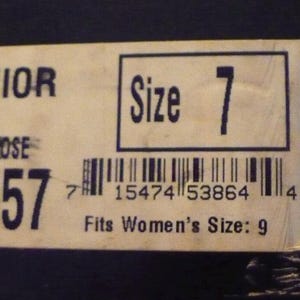 IOR
Size 7
OSE
57
7 15474 53864 4
Fits Women's Size: 9